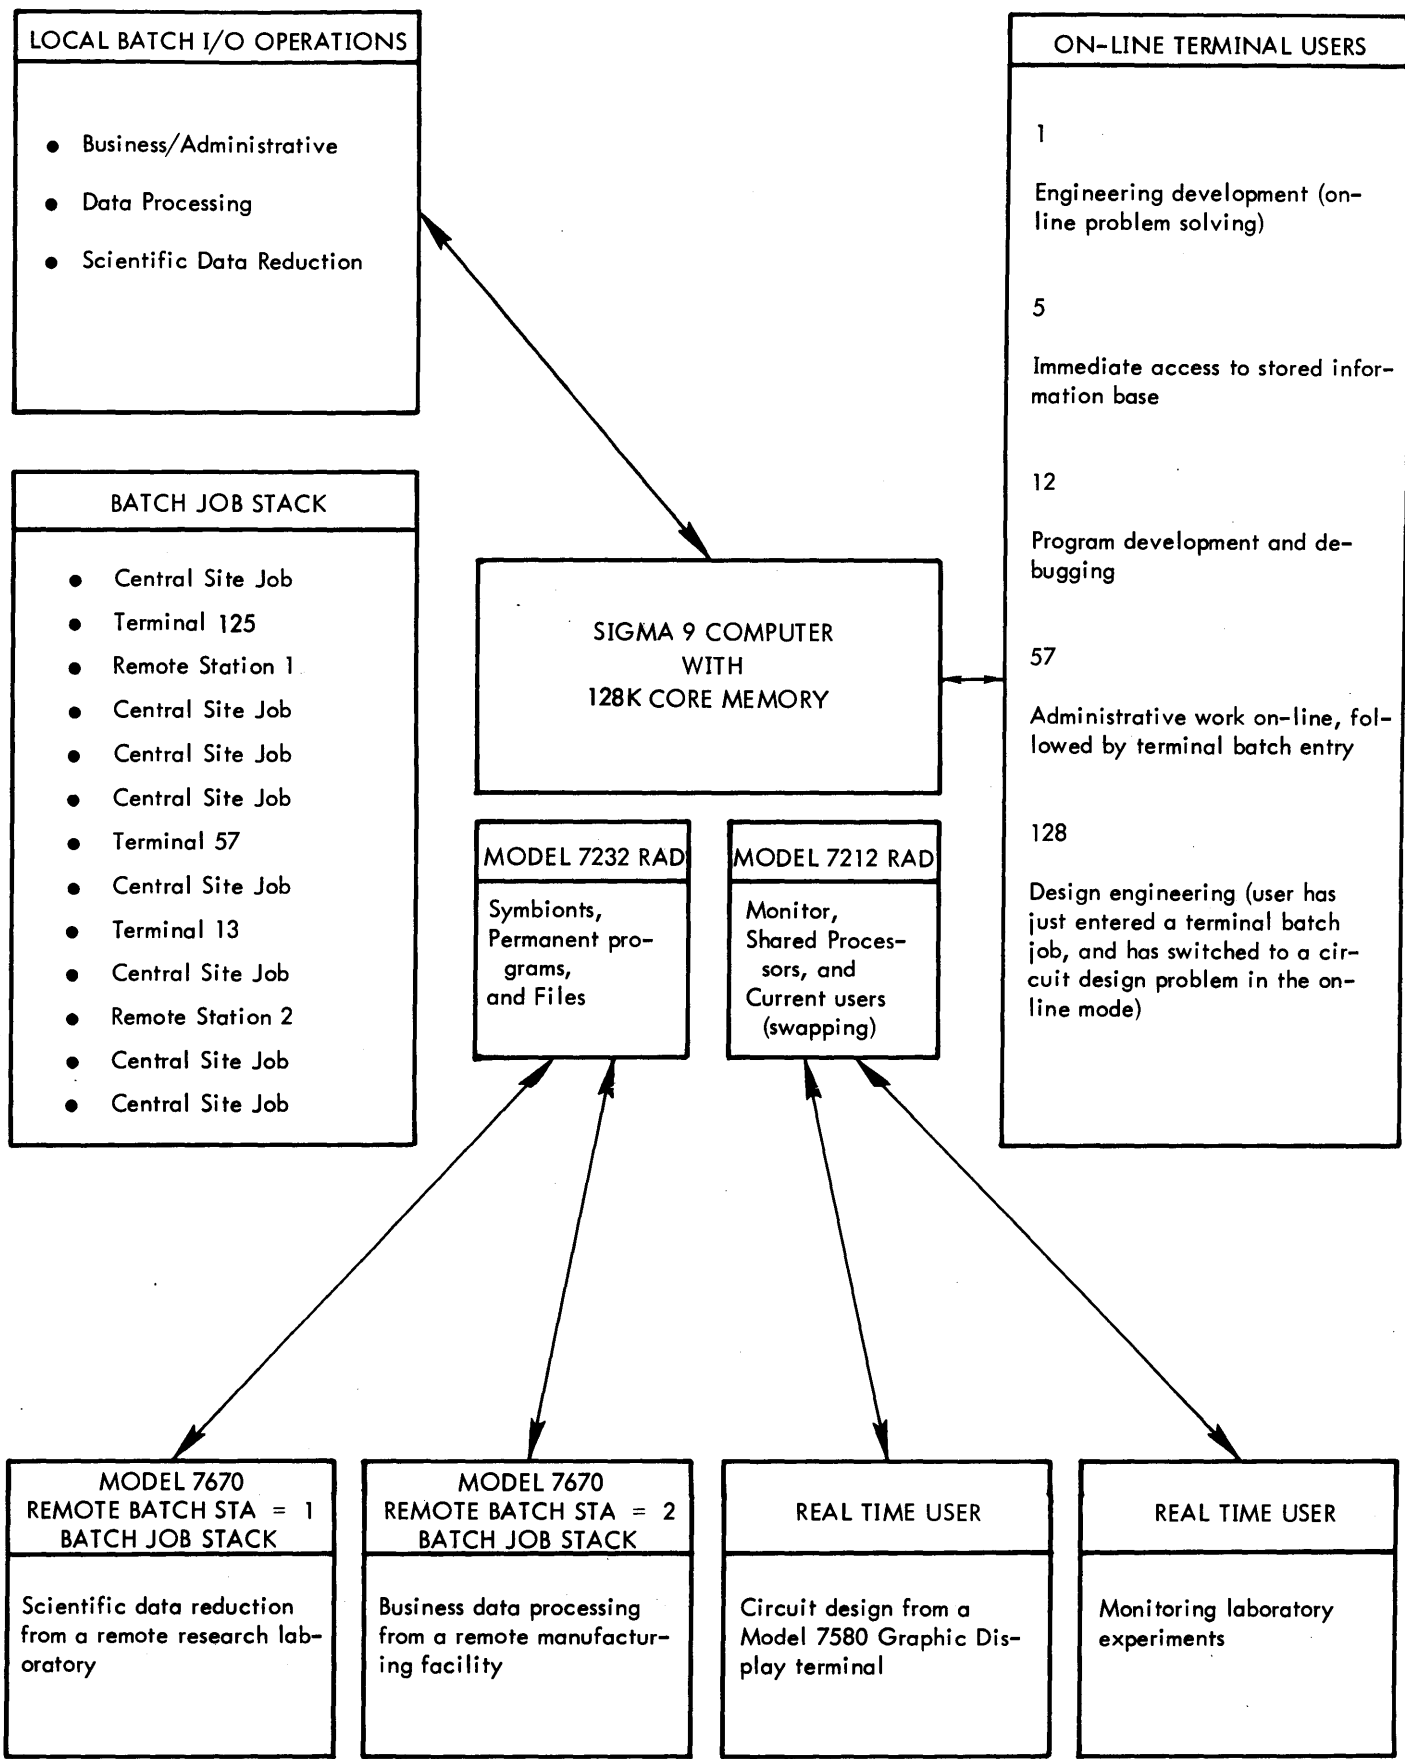 LOCAL BATCH I/O OPERATIONS
● Business/Administrative
● Data Processing
● Scientific Data Reduction
BATCH JOB STACK
● Central Site Job
● Terminal 125
● Remote Station 1
● Central Site Job
● Central Site Job
● Central Site Job
● Terminal 57
● Central Site Job
● Terminal 13
● Central Site Job
● Remote Station 2
● Central Site Job
● Central Site Job
SIGMA 9 COMPUTER
WITH
128K CORE MEMORY
MODEL 7232 RAD
Symbionts,
Permanent pro-
grams,
and Files
MODEL 7212 RAD
Monitor,
Shared Proces-
sors, and
Current users
(swapping)
ON-LINE TERMINAL USERS
1
Engineering development (on-
line problem solving)
5
Immediate access to stored infor-
mation base
12
Program development and de-
bugging
57
Administrative work on-line, fol-
lowed by terminal batch entry
128
Design engineering (user has
just entered a terminal batch
job, and has switched to a cir-
cuit design problem in the on-
line mode)
MODEL 7670
REMOTE BATCH STA = 1
BATCH JOB STACK
Scientific data reduction
from a remote research lab-
oratory
MODEL 7670
REMOTE BATCH STA = 2
BATCH JOB STACK
Business data processing
from a remote manufactur-
ing facility
REAL TIME USER
Circuit design from a
Model 7580 Graphic Dis-
play terminal
REAL TIME USER
Monitoring laboratory
experiments